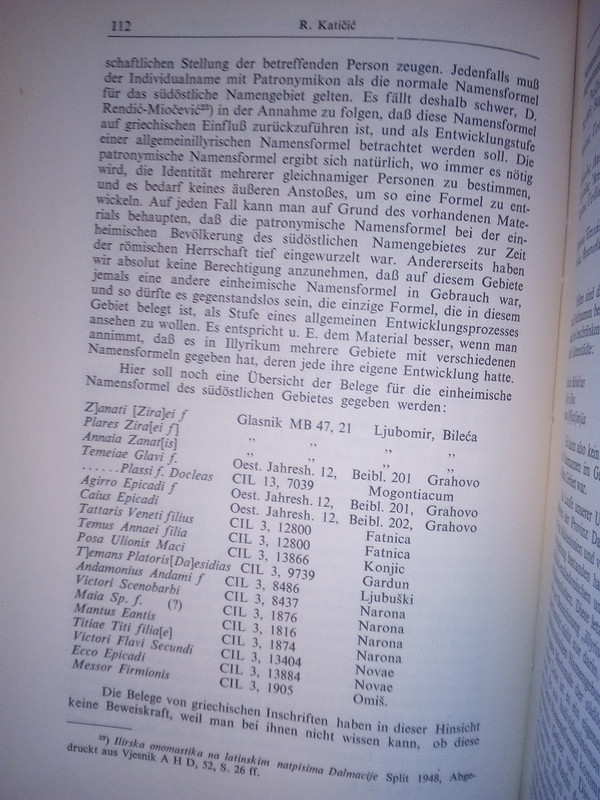 112 R. Katičić
schaftlichen Stellung der betreffenden Person zeugen. Jedenfalls muß
der Individualname mit Patronymikon als die normale Namensformel
für das südöstliche Namengebiet gelten. Es fällt deshalb schwer, D.
Rendić-Miočević²²) in der Annahme zu folgen, daß diese Namensformel
auf griechischen Einfluß zurückzuführen ist, und als Entwicklungstufe
einer allgemeinillyrischen Namensformel betrachtet werden soll. Die
patronymische Namensformel ergibt sich natürlich, wo immer es nötig
wird, die Identität mehrerer gleichnamiger Personen zu bestimmen,
und es bedarf keines äußeren Anstoßes, um so eine Formel zu ent-
wickeln. Auf jeden Fall kann man auf Grund des vorhandenen Mate-
rials behaupten, daß die patronymische Namensformel bei der ein-
heimischen Bevölkerung des südöstlichen Namengebietes zur Zeit
der römischen Herrschaft tief eingewurzelt war. Andererseits haben
wir absolut keine Berechtigung anzunehmen, daß auf diesem Gebiete
jemals eine andere einheimische Namensformel in Gebrauch war,
und so dürfte es gegenstandslos sein, die einzige Formel, die in diesem
Gebiet belegt ist, als Stufe eines allgemeinen Entwicklungsprozesses
ansehen zu wollen. Es entspricht u. E. dem Material besser, wenn man
annimmt, daß es in Illyrikum mehrere Gebiete mit verschiedenen
Namensformeln gegeben hat, deren jede ihre eigene Entwicklung hatte.
Hier soll noch eine Übersicht der Belege für die einheimische
Namensformel des südöstlichen Gebietes gegeben werden:
Z]anati [Zira]ei f Glasnik MB 47, 21 Ljubomir, Bileća
Plares Zira[ei f] ,, ,, ,, ,,
Annaia Zanat[is] ,, ,, ,, ,,
Temeiae Glavi f. Oest. Jahresh. 12, Beibl. 201 Grahovo
......Plassi f. Docleas CIL 13, 7039 Mogontiacum
Agirro Epicadi f Oest. Jahresh. 12, Beibl. 201, Grahovo
Caius Epicadi Oest. Jahresh. 12, Beibl. 202, Grahovo
Tattaris Veneti filius CIL 3, 12800 Fatnica
Temus Annaei filia CIL 3, 12800 Fatnica
Posa Ulionis Maci CIL 3, 13866 Konjic
T]emans Platoris[Da]esidias CIL 3, 9739 Gardun
Andamonius Andami f CIL 3, 8486 Ljubuški
Victori Scenobarbi CIL 3, 8437 Narona
Maia Sp. f. (?) CIL 3, 1876 Narona
Mantus Eantis CIL 3, 1816 Narona
Titiae Titi filia[e] CIL 3, 1874 Narona
Victori Flavi Secundi CIL 3, 13404 Novae
Ecco Epicadi CIL 3, 13884 Novae
Messor Firmionis CIL 3, 1905 Omiš.
Die Belege von griechischen Inschriften haben in dieser Hinsicht
keine Beweiskraft, weil man bei ihnen nicht wissen kann, ob diese
²²) Ilirska onomastika na latinskim natpisima Dalmacije Split 1948, Abge-
druckt aus Vjesnik A H D, 52, S. 26 ff.